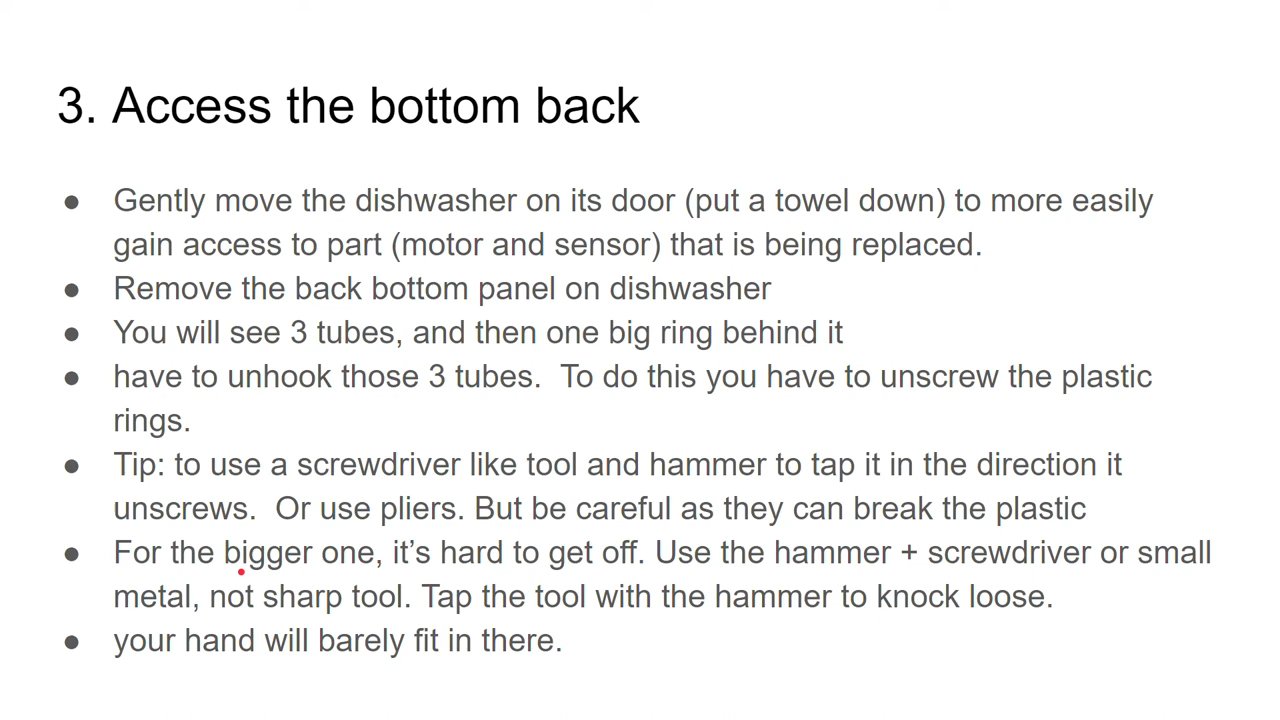 3. Access the bottom back
● Gently move the dishwasher on its door (put a towel down) to more easily
gain access to part (motor and sensor) that is being replaced.
● Remove the back bottom panel on dishwasher
● You will see 3 tubes, and then one big ring behind it
● have to unhook those 3 tubes.  To do this you have to unscrew the plastic
rings.
● Tip: to use a screwdriver like tool and hammer to tap it in the direction it
unscrews.  Or use pliers. But be careful as they can break the plastic
● For the bigger one, it’s hard to get off. Use the hammer + screwdriver or small
metal, not sharp tool. Tap the tool with the hammer to knock loose.
● your hand will barely fit in there.